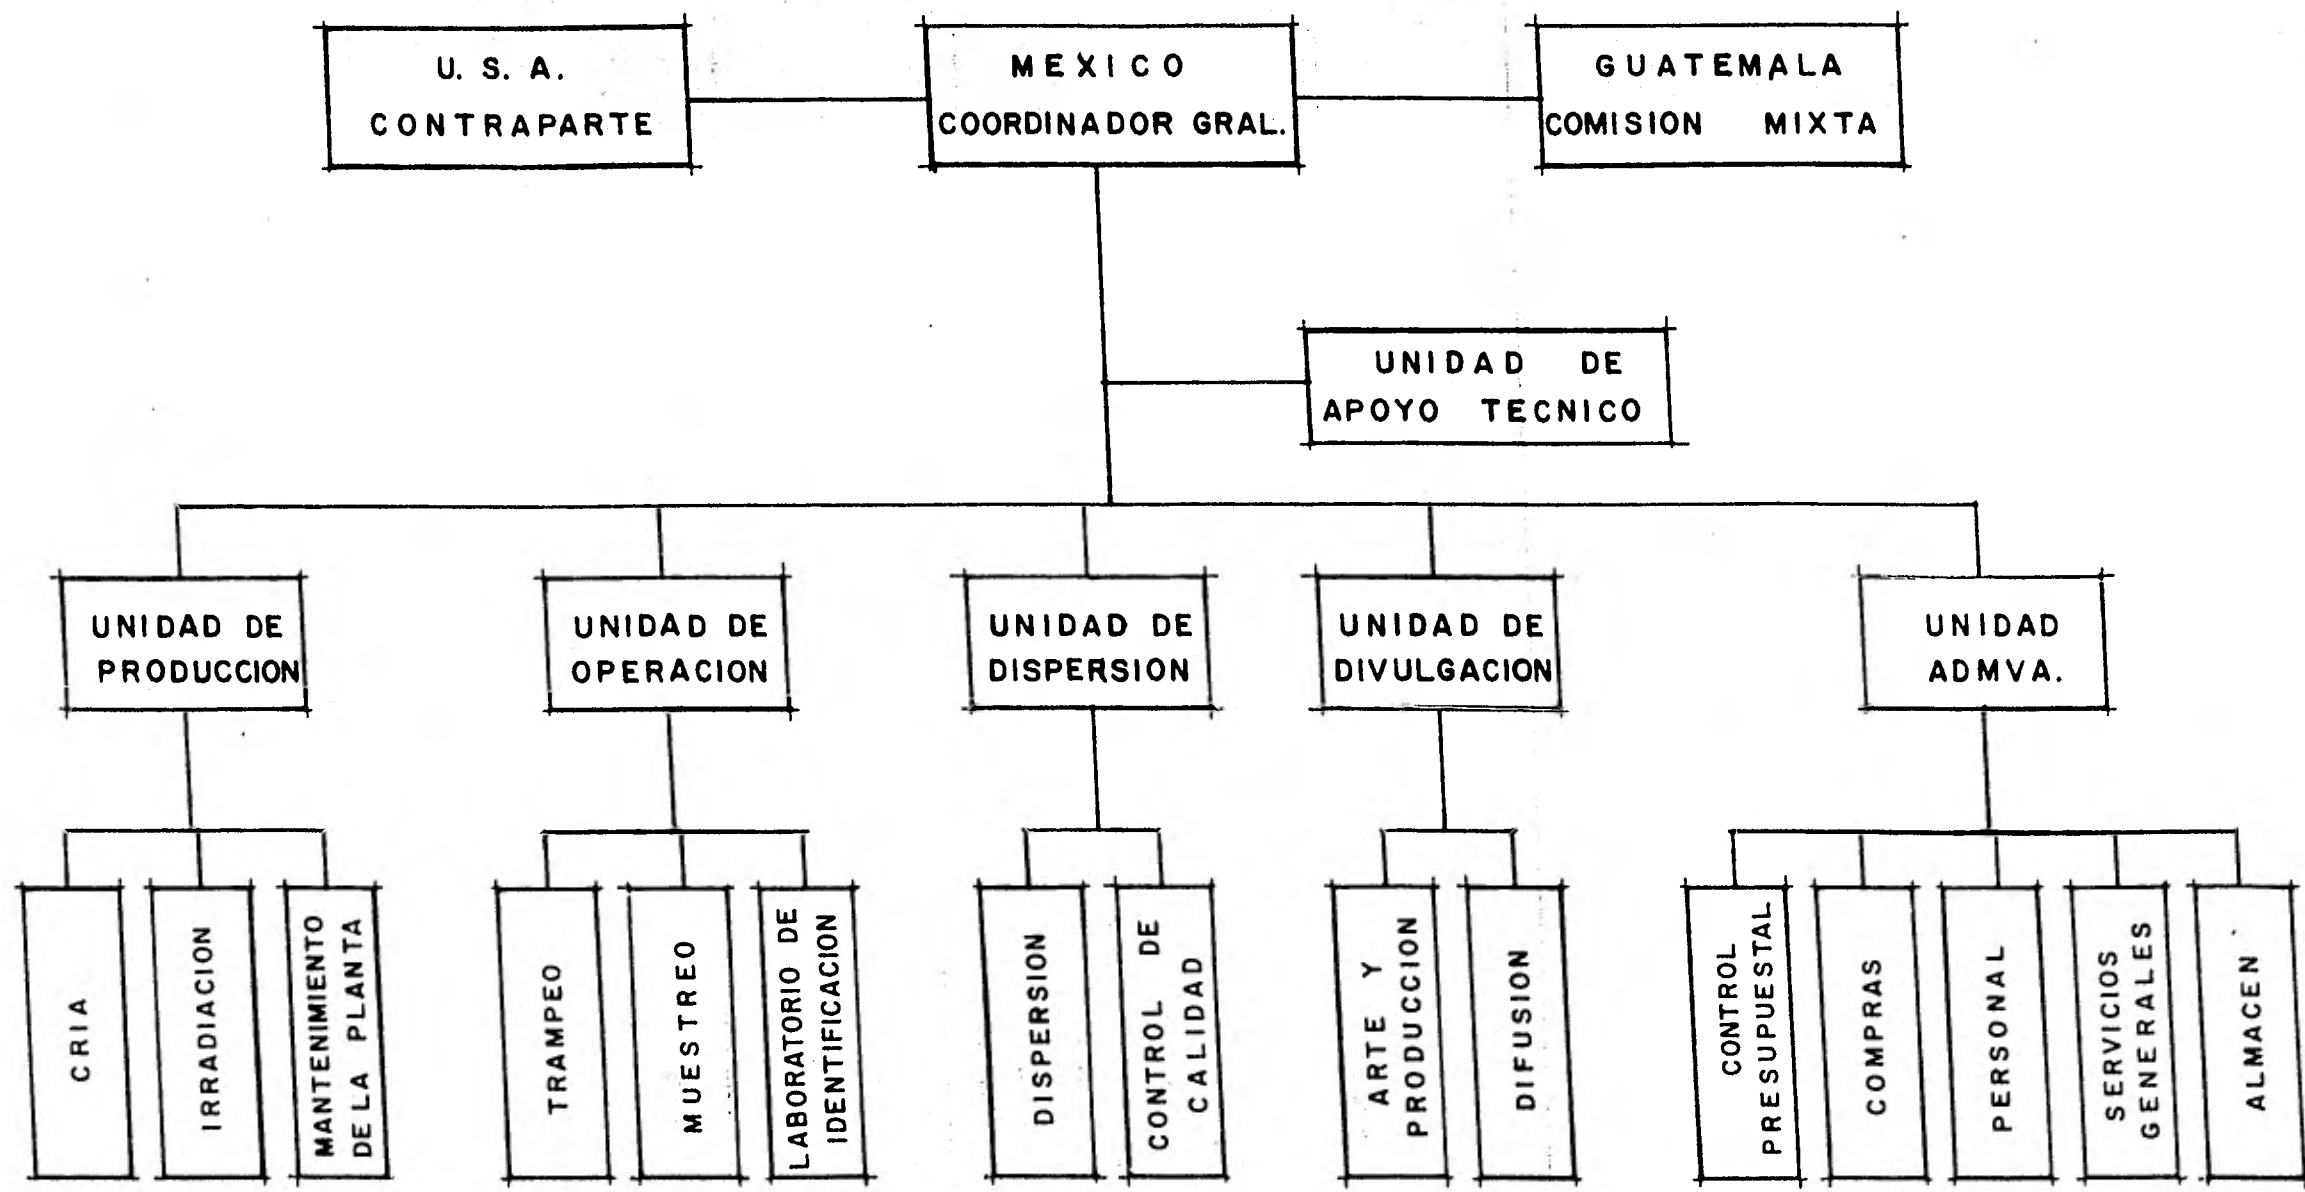 U. S. A.
CONTRAPARTE
MEXICO
COORDINADOR GRAL.
GUATEMALA
COMISION MIXTA
UNIDAD DE
APOYO TECNICO
UNIDAD DE
PRODUCCION
UNIDAD DE
OPERACION
UNIDAD DE
DISPERSION
UNIDAD DE
DIVULGACION
UNIDAD
ADMVA.
CRIA
IRRADIACION
MANTENIMIENTO
DE LA PLANTA
TRAMPEO
MUESTREO
LABORATORIO DE
IDENTIFICACION
DISPERSION
CONTROL DE
CALIDAD
ARTE Y
PRODUCCION
DIFUSION
CONTROL
PRESUPUESTAL
COMPRAS
PERSONAL
SERVICIOS
GENERALES
ALMACEN